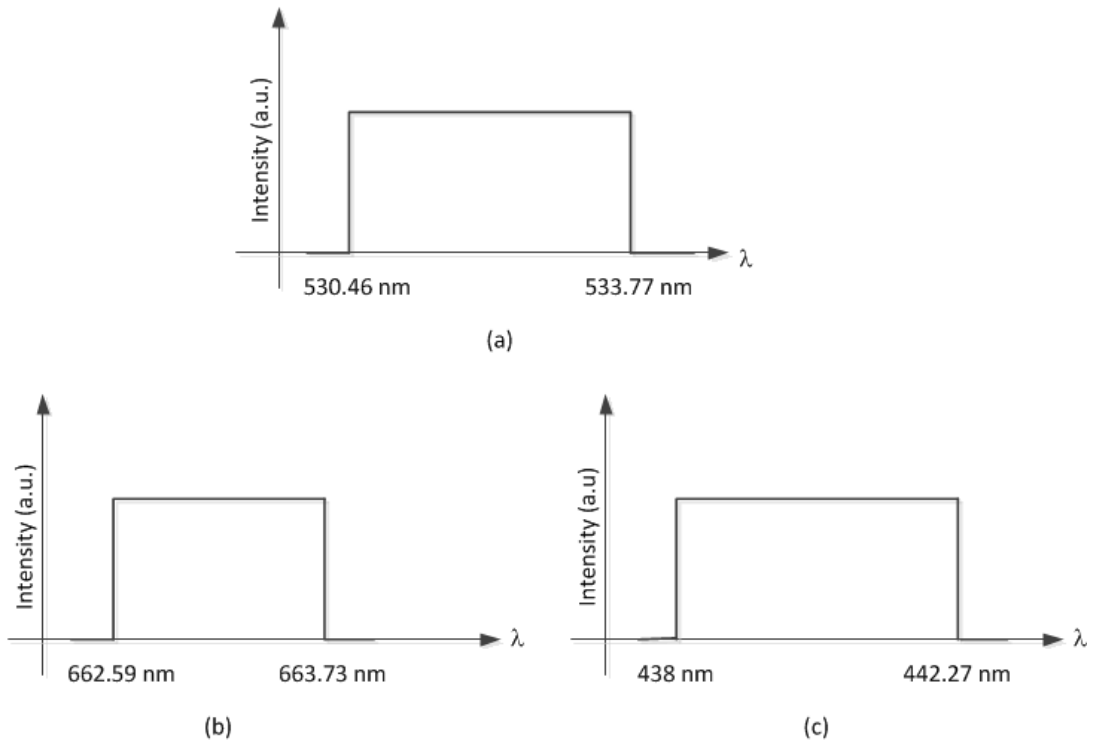 Intensity (a.u.)
λ
530.46 nm 533.77 nm
(a)
Intensity (a.u.)
λ
662.59 nm 663.73 nm
(b)
Intensity (a.u)
λ
438 nm 442.27 nm
(c)